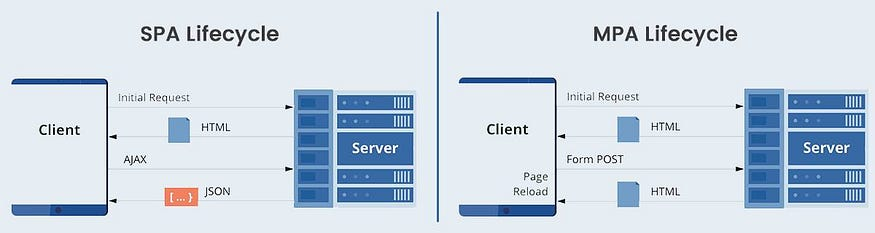 SPA Lifecycle
Initial Request
Client
HTML
Server
AJAX
{ ... }
JSON
MPA Lifecycle
Initial Request
Client
HTML
Server
Form POST
Page
Reload
HTML